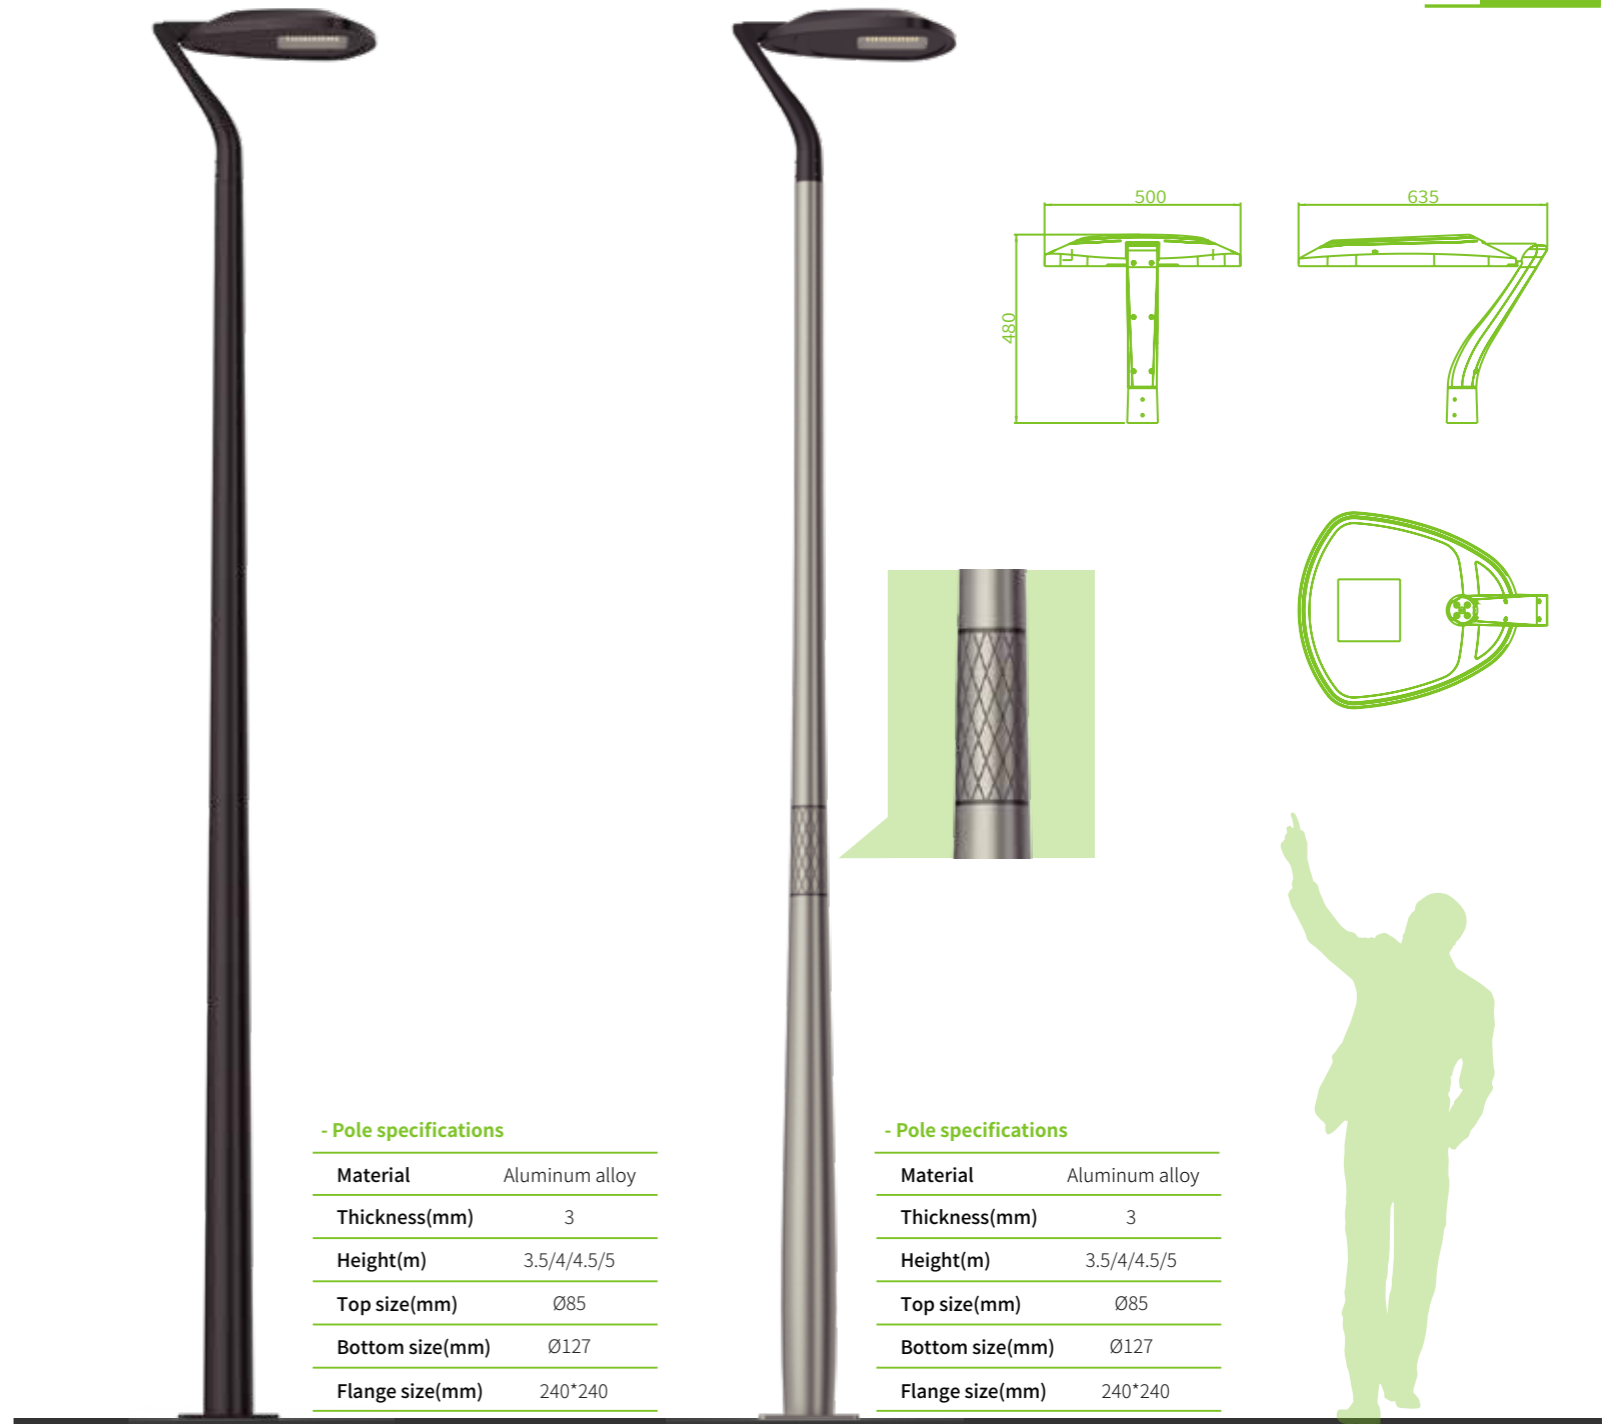 500
635
480
- Pole specifications
Material Aluminum alloy
Thickness(mm) 3
Height(m) 3.5/4/4.5/5
Top size(mm) Ø85
Bottom size(mm) Ø127
Flange size(mm) 240*240
- Pole specifications
Material Aluminum alloy
Thickness(mm) 3
Height(m) 3.5/4/4.5/5
Top size(mm) Ø85
Bottom size(mm) Ø127
Flange size(mm) 240*240